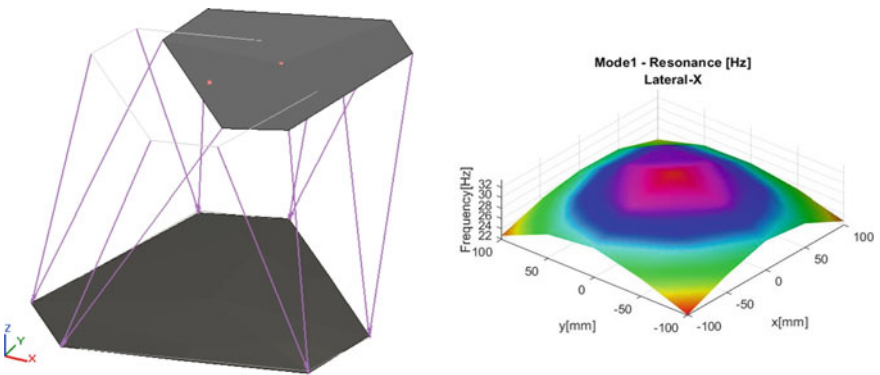 Z
Y
X
Mode1 - Resonance [Hz]
Lateral-X
Frequency[Hz]
32
30
28
26
24
22
100
50
0
-50
-100
y[mm]
-100
-50
0
50
100
x[mm]